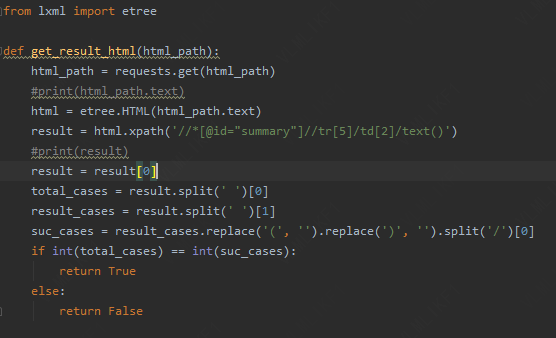 from lxml import etree
def get_result_html(html_path):
    html_path = requests.get(html_path)
    #print(html_path.text)
    html = etree.HTML(html_path.text)
    result = html.xpath('//*[@id="summary"]//tr[5]/td[2]/text()')
    #print(result)
    result = result[0]
    total_cases = result.split(' ')[0]
    result_cases = result.split(' ')[1]
    suc_cases = result_cases.replace('(', '').replace(')', '').split('/')[0]
    if int(total_cases) == int(suc_cases):
        return True
    else:
        return False